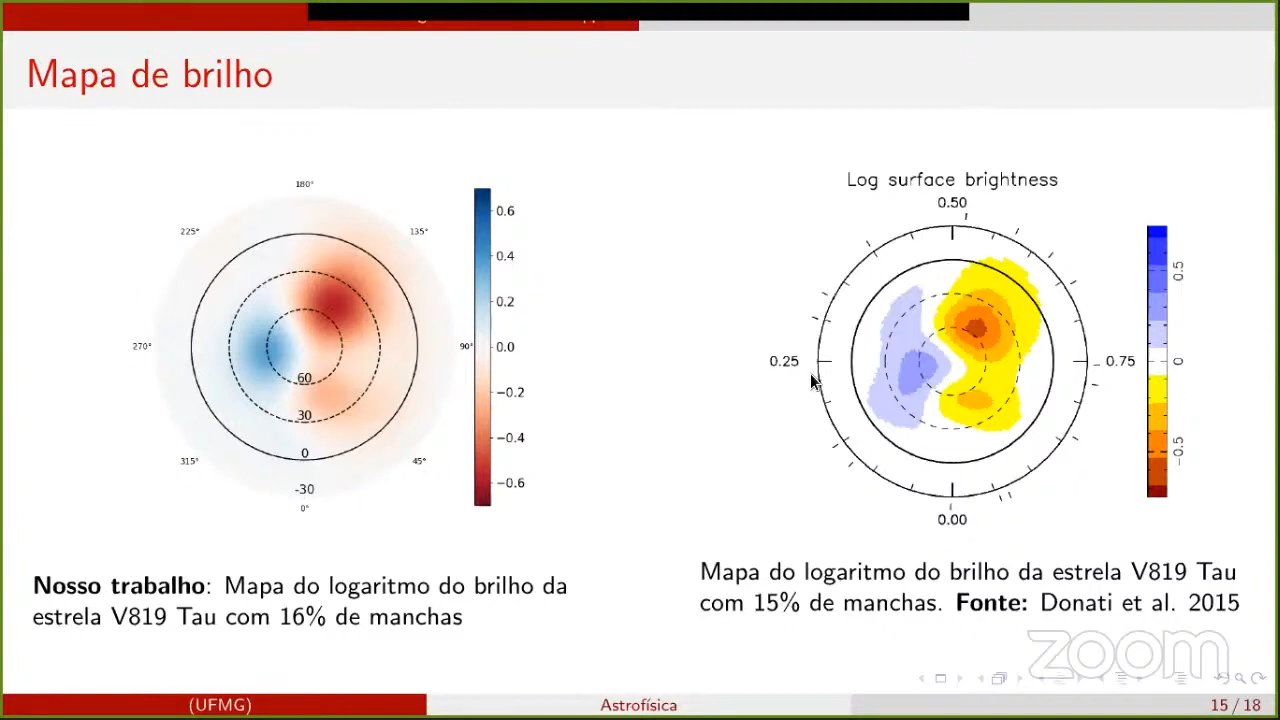 Mapa de brilho
180°
225°
135°
270°
90°
60
30
0
-30
315°
45°
0°
0.6
0.4
0.2
0.0
−0.2
−0.4
−0.6
Log surface brightness
0.50
0.25
0.75
0.00
0.5
0
−0.5
Nosso trabalho: Mapa do logaritmo do brilho da
estrela V819 Tau com 16% de manchas
Mapa do logaritmo do brilho da estrela V819 Tau
com 15% de manchas. Fonte: Donati et al. 2015
zoom
(UFMG)
Astrofísica
15 / 18